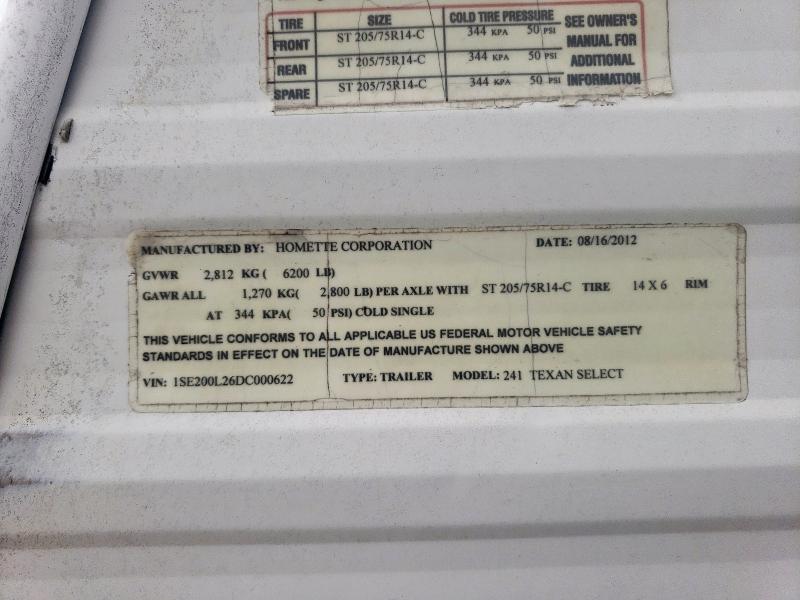 TIRE SIZE COLD TIRE PRESSURE SEE OWNER'S
FRONT ST 205/75R14-C 344 KPA 50 PSI MANUAL FOR
REAR ST 205/75R14-C 344 KPA 50 PSI ADDITIONAL
SPARE ST 205/75R14-C 344 KPA 50 PSI INFORMATION
MANUFACTURED BY: HOMETTE CORPORATION DATE: 08/16/2012
GVWR 2,812 KG ( 6200 LB)
GAWR ALL 1,270 KG( 2,800 LB) PER AXLE WITH ST 205/75R14-C TIRE 14 X 6 RIM
AT 344 KPA( 50 PSI) COLD SINGLE
THIS VEHICLE CONFORMS TO ALL APPLICABLE US FEDERAL MOTOR VEHICLE SAFETY
STANDARDS IN EFFECT ON THE DATE OF MANUFACTURE SHOWN ABOVE
VIN: 1SE200L26DC000622 TYPE: TRAILER MODEL: 241 TEXAN SELECT